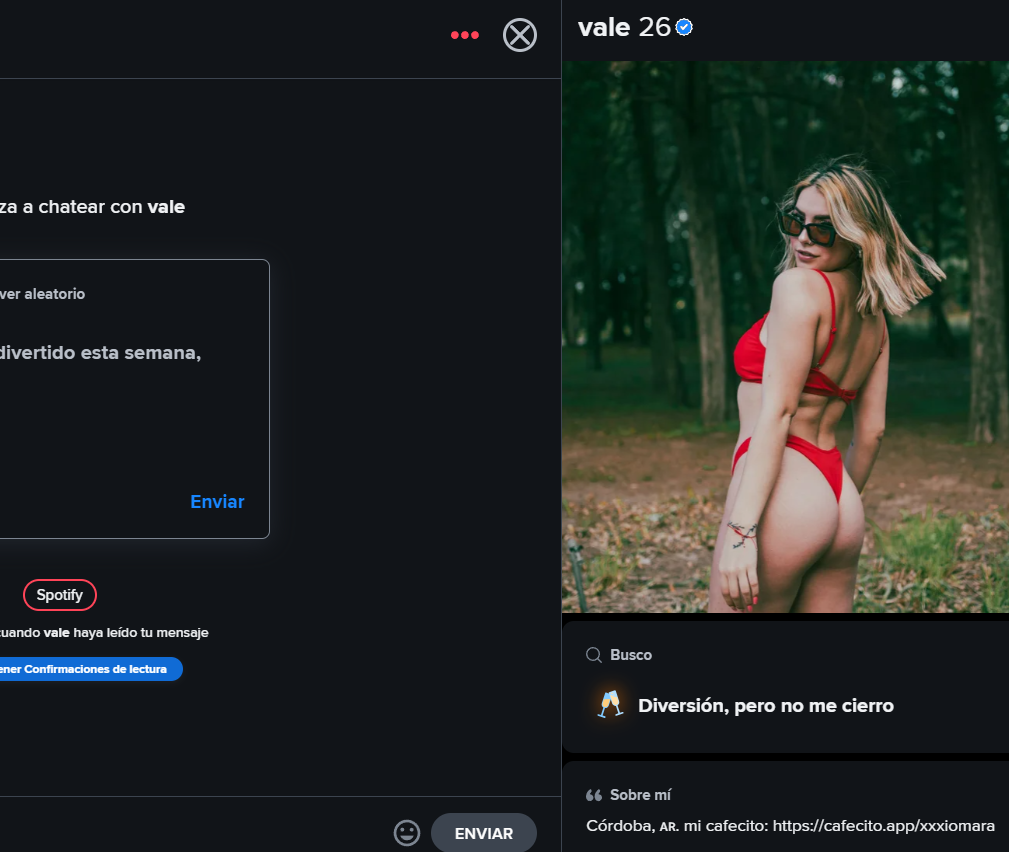 vale 26
za a chatear con vale
ver aleatorio
divertido esta semana,
Enviar
Spotify
cuando vale haya leído tu mensaje
ener Confirmaciones de lectura
ENVIAR
Busco
Diversión, pero no me cierro
Sobre mí
Córdoba, AR. mi cafecito: https://cafecito.app/xxxiomara